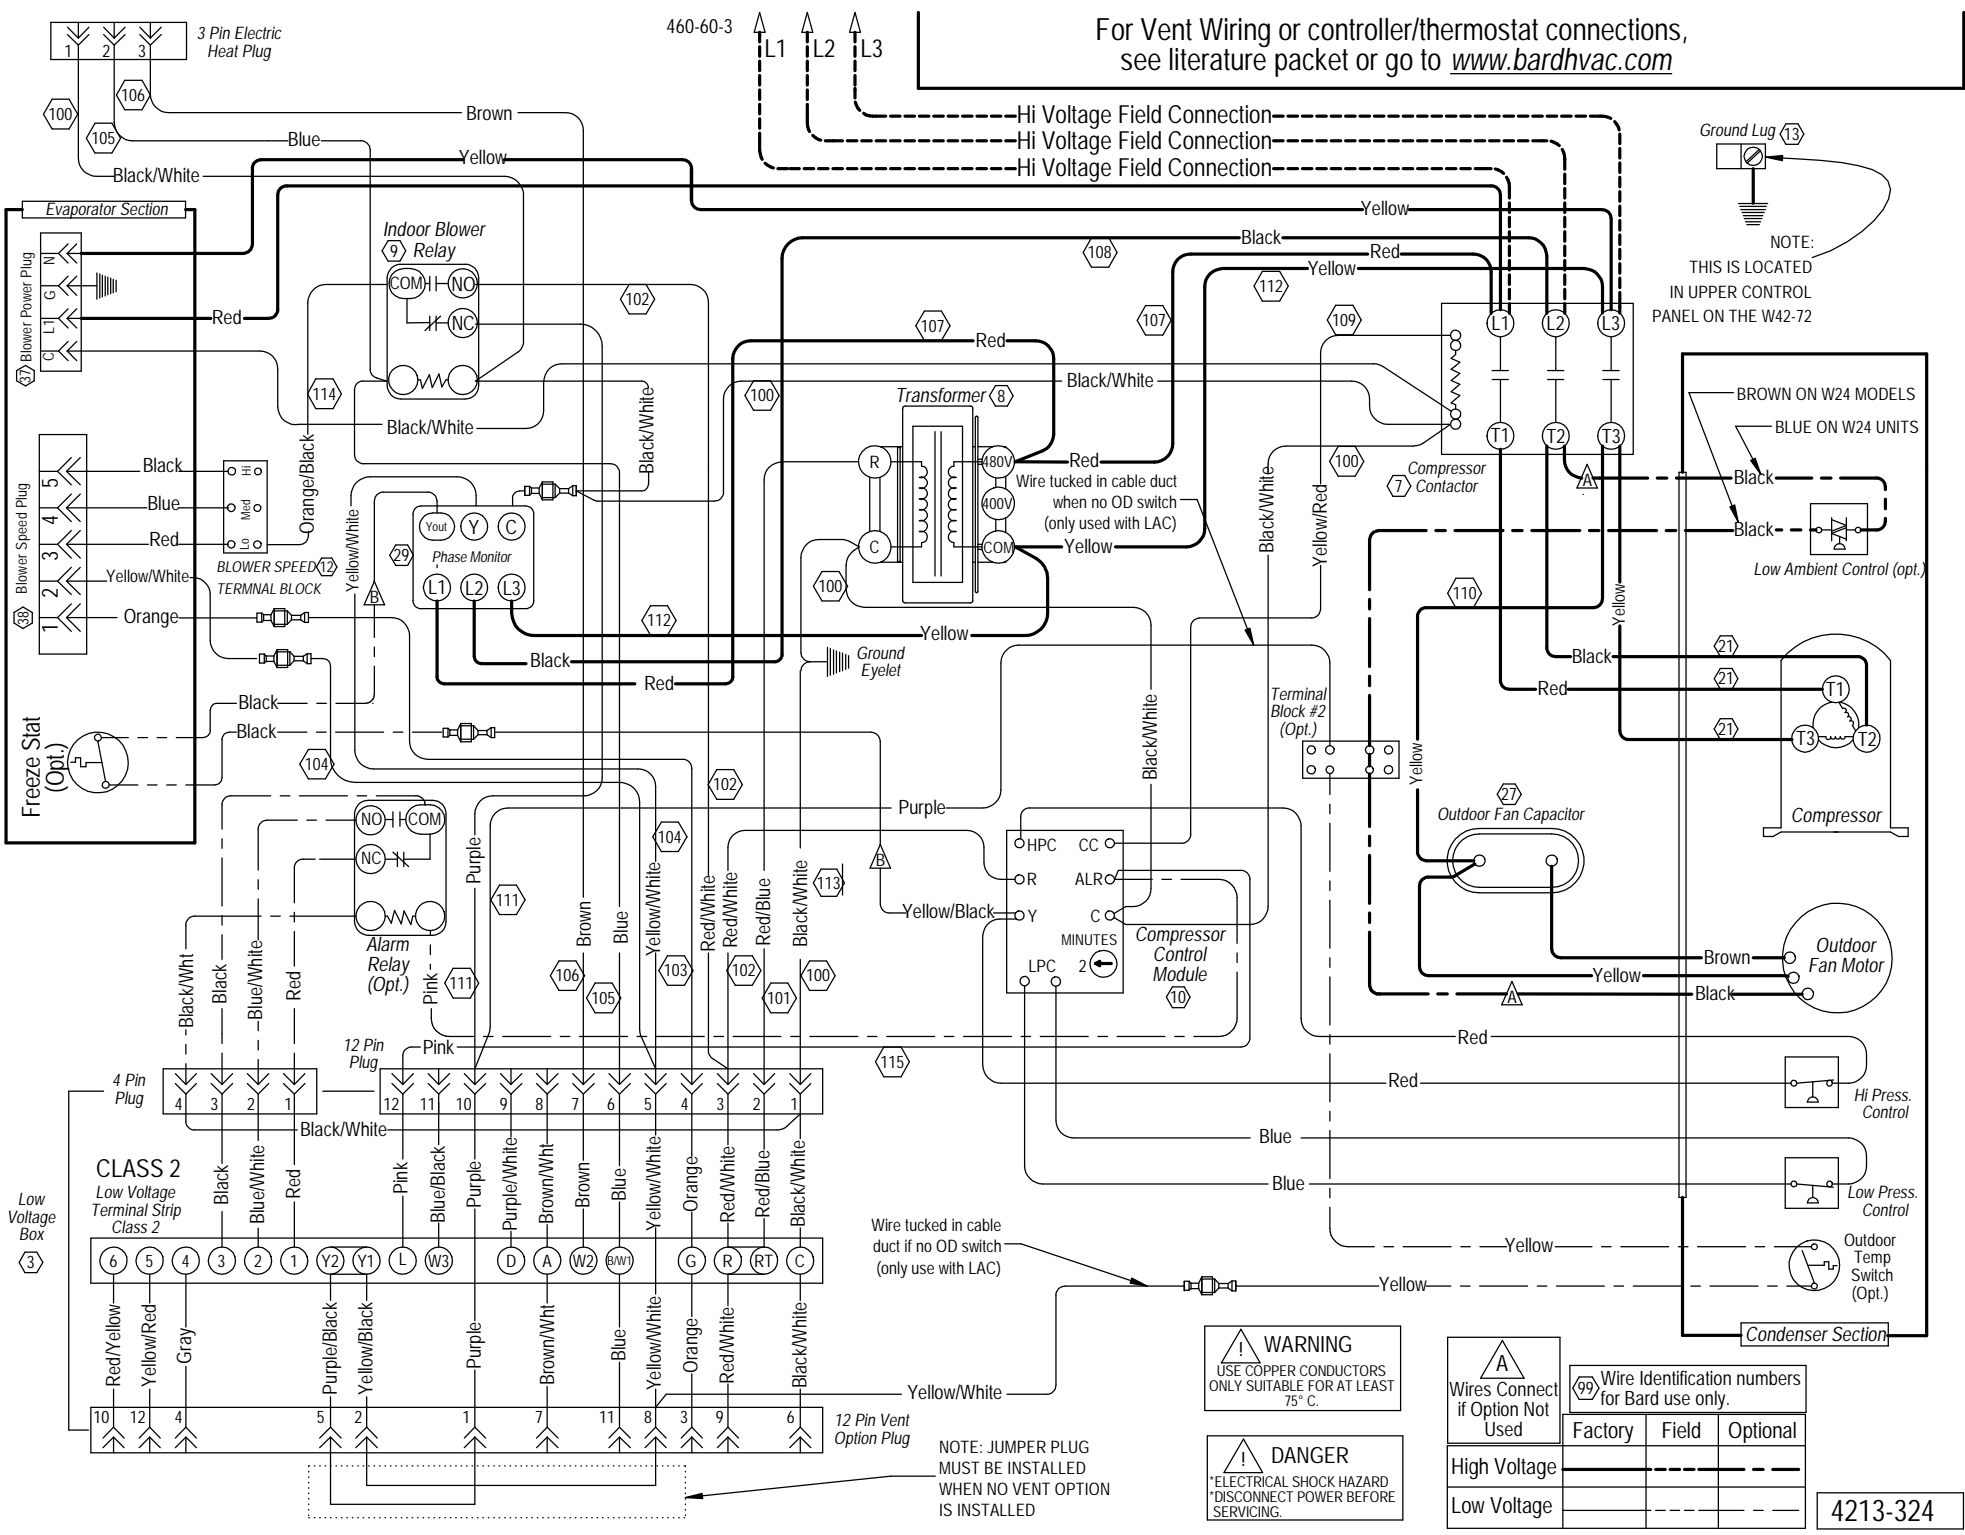 460-60-3
L1 L2 L3
For Vent Wiring or controller/thermostat connections,
see literature packet or go to www.bardhvac.com
3 Pin Electric
Heat Plug
1 2 3
100
105
106
Brown
Blue
Black/White
Yellow
Hi Voltage Field Connection
Hi Voltage Field Connection
Hi Voltage Field Connection
Ground Lug 13
NOTE:
THIS IS LOCATED
IN UPPER CONTROL
PANEL ON THE W42-72
Evaporator Section
37 Blower Power Plug
N
G
L1
C
Red
Indoor Blower
9 Relay
COM NO
NC
102
114
Black/White
Orange/Black
Black/White
Yellow
Black
108
Red
Yellow
112
107
Red
107
109
Black/White
100
Transformer 8
R
C
480V
400V
COM
Red
Yellow
Wire tucked in cable duct
when no OD switch
(only used with LAC)
L1 L2 L3
T1 T2 T3
100
Compressor
7 Contactor
A
BROWN ON W24 MODELS
BLUE ON W24 UNITS
Black
Black
Low Ambient Control (opt.)
38 Blower Speed Plug
5
4
3
2
1
Black
Blue
Red
Yellow/White
Orange
Hi
Med
Lo
BLOWER SPEED 12
TERMNAL BLOCK
Yellow/White
B
29
Yout Y C
Phase Monitor
L1 L2 L3
112
Yellow
Black
Red
100
Ground
Eyelet
Black/White
Yellow/Red
Black/White
110
Yellow
Yellow
Black
Red
21
21
21
T1
T3 T2
Compressor
Freeze Stat
(Opt.)
Black
Black
104
102
104
Purple
Terminal
Block #2
(Opt.)
27
Outdoor Fan Capacitor
NO COM
NC
Alarm
Relay
(Opt.)
Purple
111
111
Pink
Black/Wht
Black
Blue/White
Red
106
Brown
105
Blue
Yellow/White
103
Red/White
Red/White
102
Red/Blue
101
Black/White
113
100
B
Yellow/Black
HPC CC
R ALR
Y C
MINUTES
LPC 2
Compressor
Control
Module
10
Brown
Yellow
Black
A
Outdoor
Fan Motor
12 Pin
Plug
Pink
115
Red
Red
Hi Press.
Control
4 Pin
Plug
4 3 2 1
12 11 10 9 8 7 6 5 4 3 2 1
Black/White
Blue
Blue
Low Press.
Control
CLASS 2
Low Voltage
Terminal Strip
Class 2
Low
Voltage
Box
3
Black
Blue/White
Red
Pink
Blue/Black
Purple
Purple/White
Brown/Wht
Brown
Blue
Yellow/White
Orange
Red/White
Red/Blue
Black/White
6 5 4 3 2 1 Y2 Y1 L W3 D A W2 B/W1 G R RT C
Red/Yellow
Yellow/Red
Gray
Purple/Black
Yellow/Black
Purple
Brown/Wht
Blue
Yellow/White
Orange
Red/White
Black/White
Wire tucked in cable
duct if no OD switch
(only use with LAC)
Yellow
Yellow
Outdoor
Temp
Switch
(Opt.)
Condenser Section
Yellow/White
10 12 4 5 2 1 7 11 8 3 9 6
12 Pin Vent
Option Plug
NOTE: JUMPER PLUG
MUST BE INSTALLED
WHEN NO VENT OPTION
IS INSTALLED
! WARNING
USE COPPER CONDUCTORS
ONLY SUITABLE FOR AT LEAST
75° C.
! DANGER
*ELECTRICAL SHOCK HAZARD
*DISCONNECT POWER BEFORE
SERVICING.
A
Wires Connect
if Option Not
Used
99 Wire Identification numbers
for Bard use only.
Factory Field Optional
High Voltage
Low Voltage
4213-324